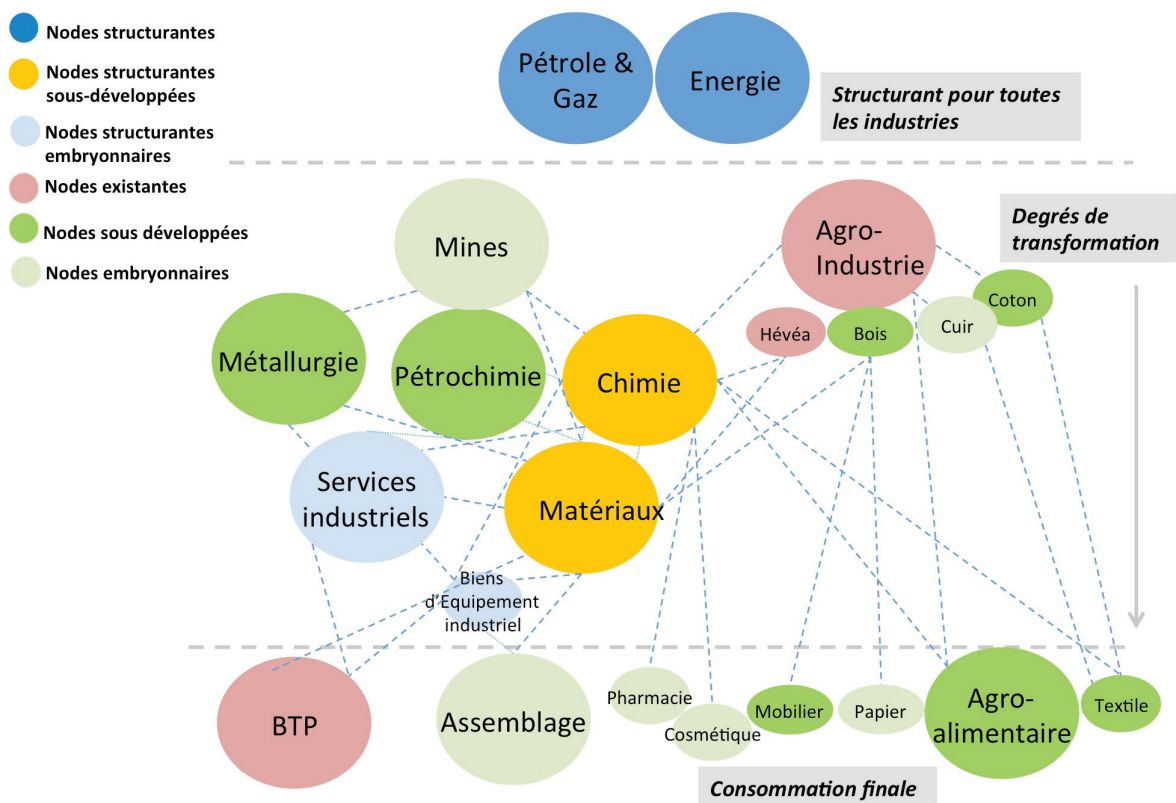 Nodes structurantes
Nodes structurantes
sous-développées
Nodes structurantes
embryonnaires
Nodes existantes
Nodes sous développées
Nodes embryonnaires
Pétrole &
Gaz
Energie
Structurant pour toutes
les industries
Mines
Agro-
Industrie
Degrés de
transformation
Métallurgie
Pétrochimie
Chimie
Hévéa
Bois
Cuir
Coton
Services
industriels
Matériaux
Biens
d'Equipement
industriel
BTP
Assemblage
Pharmacie
Cosmétique
Mobilier
Papier
Agro-
alimentaire
Textile
Consommation finale